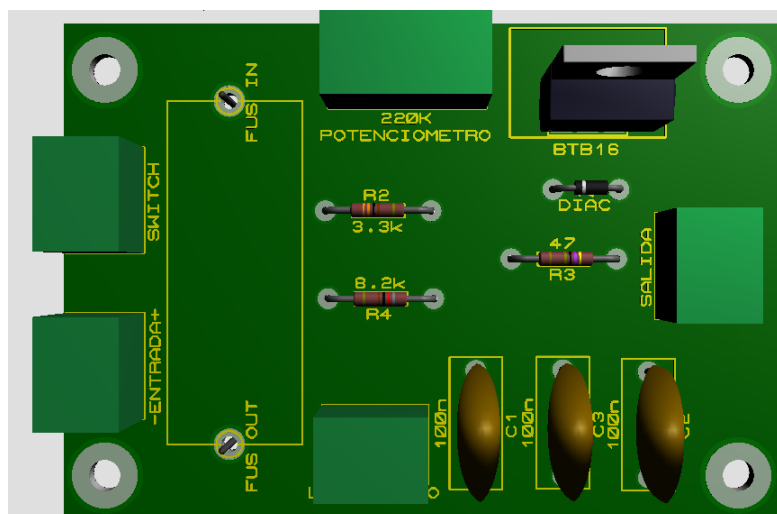 FUS IN
220K
POTENCIOMETRO
BTB16
SWITCH
R2
3.3k
DIAC
47
R3
SALIDA
8.2k
R4
-ENTRADA+
FUS OUT
100n
C1
100n
C3
100n